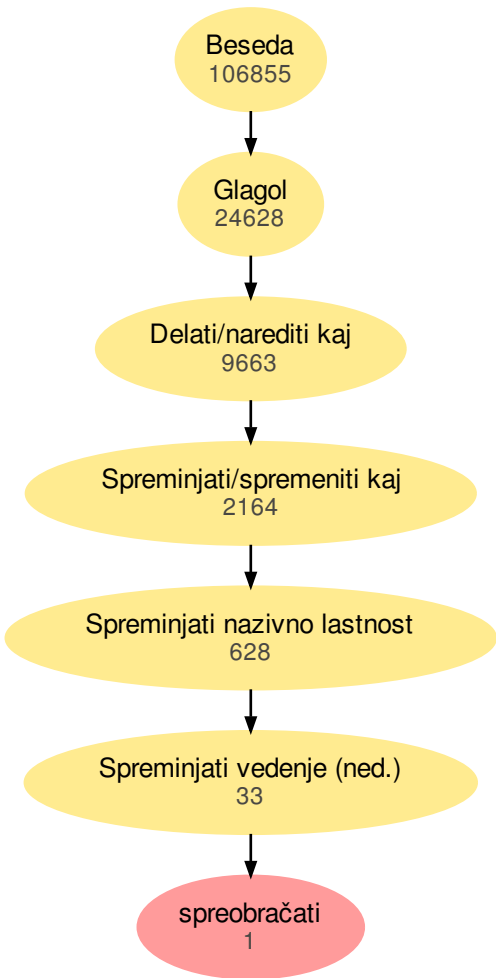 Beseda
106855
Glagol
24628
Delati/narediti kaj
9663
Spreminjati/spremeniti kaj
2164
Spreminjati nazivno lastnost
628
Spreminjati vedenje (ned.)
33
spreobračati
1